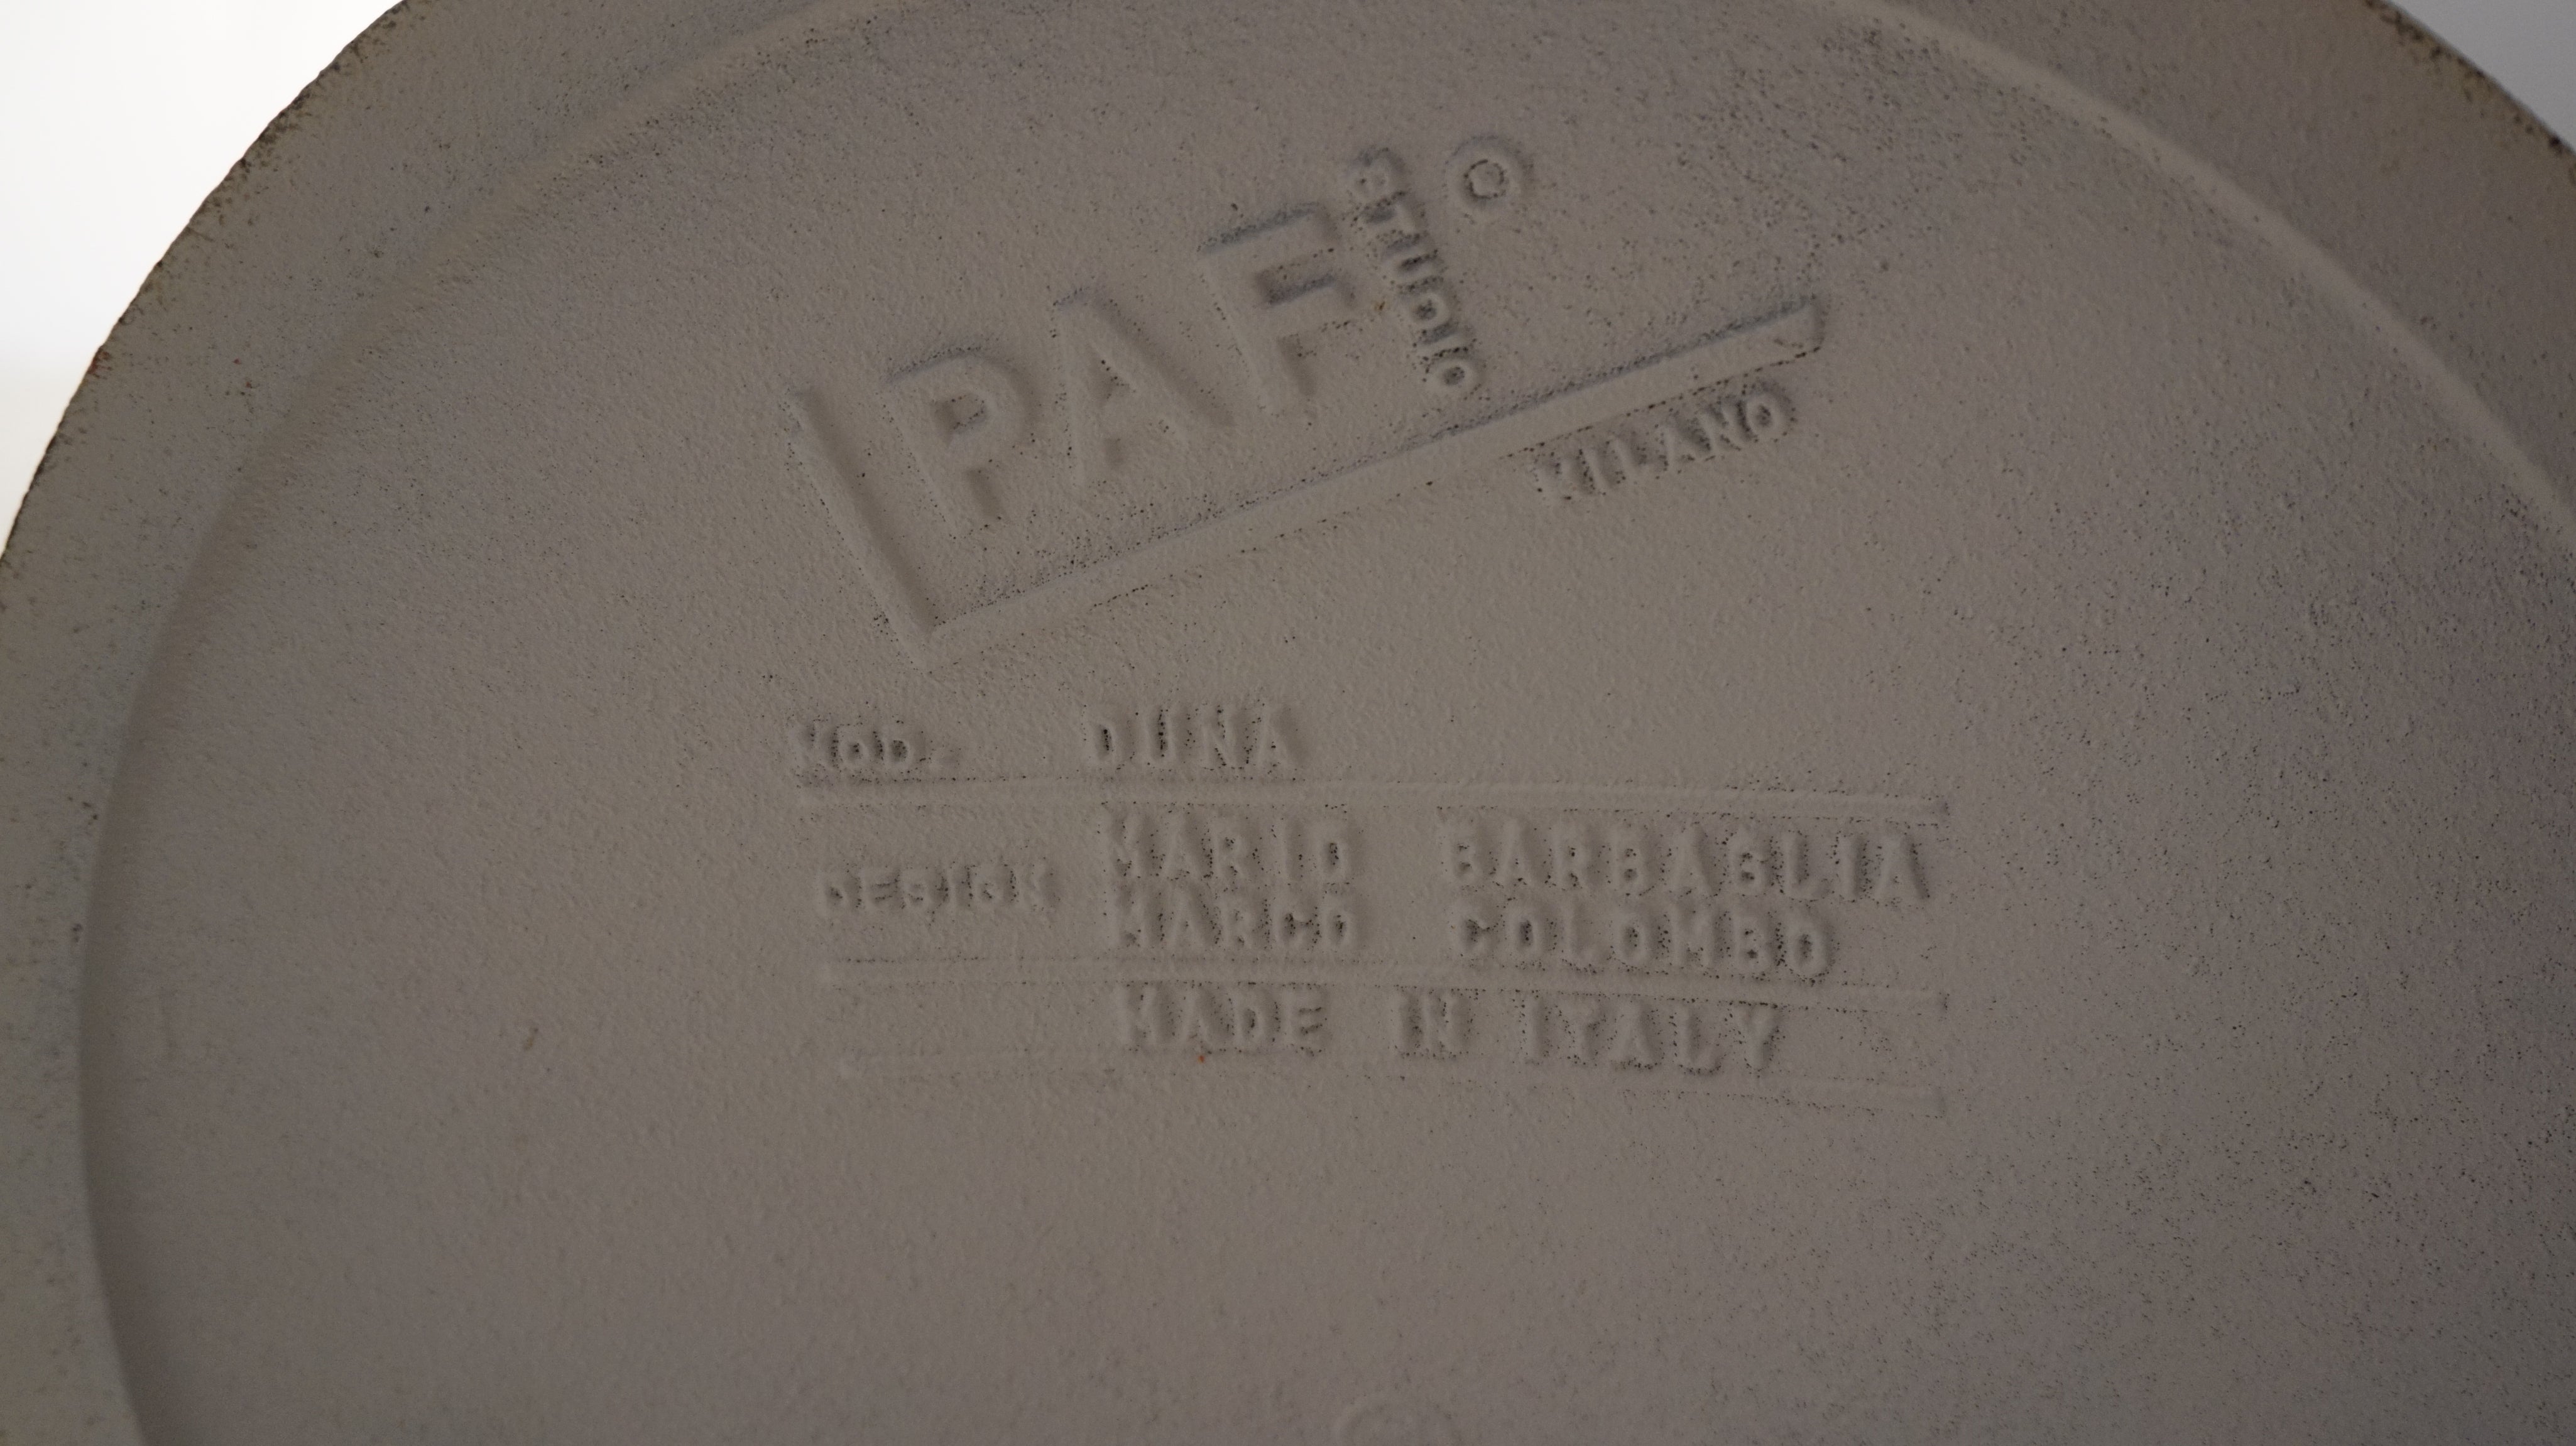 PAF STUDIO
MILANO
MOD. DUNA
DESIGN MARIO BARBAGLIA
MARCO COLOMBO
MADE IN ITALY